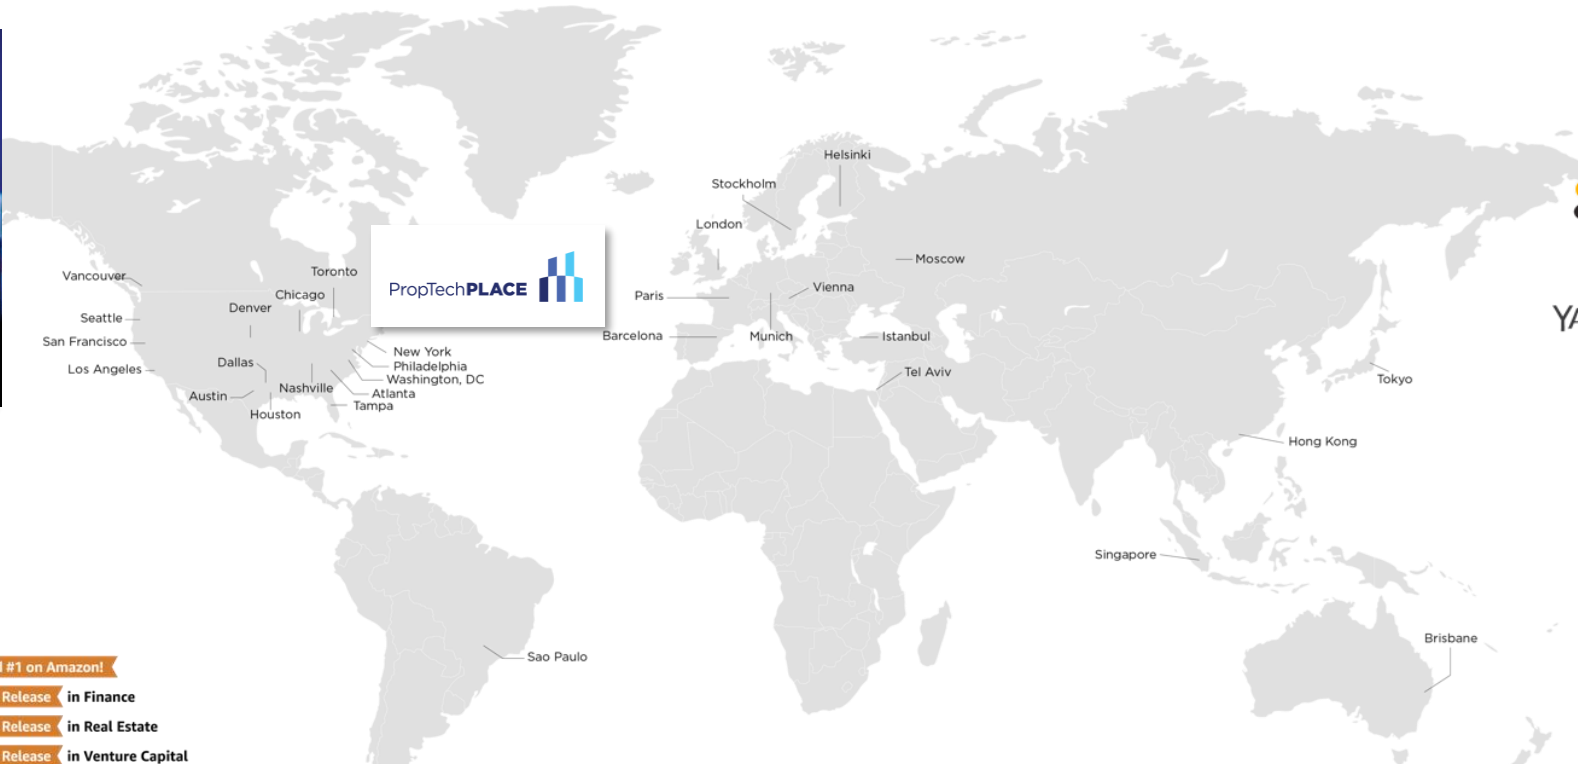 Helsinki
Stockholm
London
Moscow
Vancouver
Toronto
Vienna
PropTechPLACE
Chicago
Paris
Denver
Seattle
YA
Barcelona
Munich
Istanbul
San Francisco
New York
Dallas
Philadelphia
Los Angeles
Tel Aviv
Washington, DC
Tokyo
Nashville
Atlanta
Austin
Tampa
Houston
Hong Kong
Singapore
Brisbane
Sao Paulo
#1 on Amazon!
Release in Finance
Release in Real Estate
Release in Venture Capital